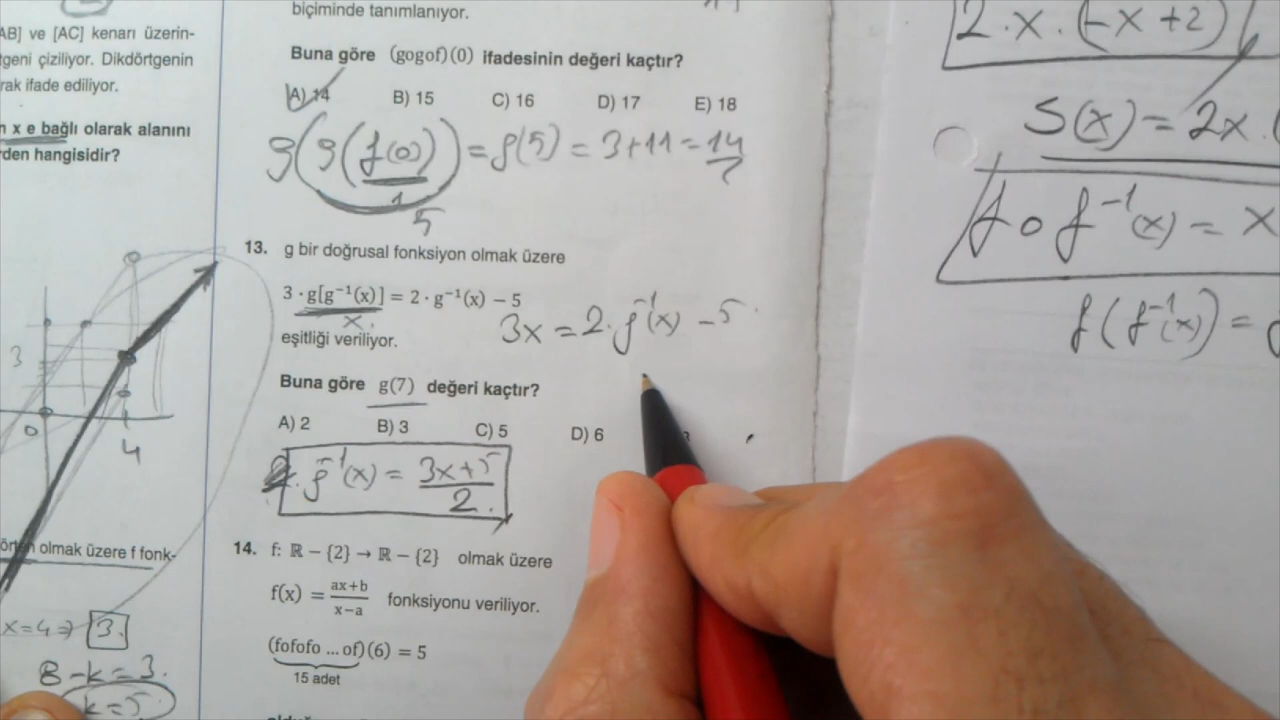 AB] ve [AC] kenarı üzerin-
tgeni çiziliyor. Dikdörtgenin
rak ifade ediliyor.
n x e bağlı olarak alanını
rden hangisidir?
3
0
4
örten olmak üzere f fonk-
x=4⇒ 3.
8-k=3.
k=5
biçiminde tanımlanıyor.
Buna göre (gogof)(0) ifadesinin değeri kaçtır?
A) 14 B) 15 C) 16 D) 17 E) 18
g(g(f(0))) = g(5) = 3+11 = 14
1
5
13. g bir doğrusal fonksiyon olmak üzere
3 · g[g⁻¹(x)] = 2 · g⁻¹(x) − 5
x
3x = 2.g⁻¹(x) − 5
eşitliği veriliyor.
Buna göre g(7) değeri kaçtır?
A) 2 B) 3 C) 5 D) 6
g⁻¹(x) = (3x+5)/2
14. f: ℝ − {2} → ℝ − {2} olmak üzere
f(x) = (ax+b)/(x−a) fonksiyonu veriliyor.
(fofofo ... of)(6) = 5
15 adet
2.x.(−x+2)
S(x) = 2x.
f o f⁻¹(x) = x
f(f⁻¹(x)) =